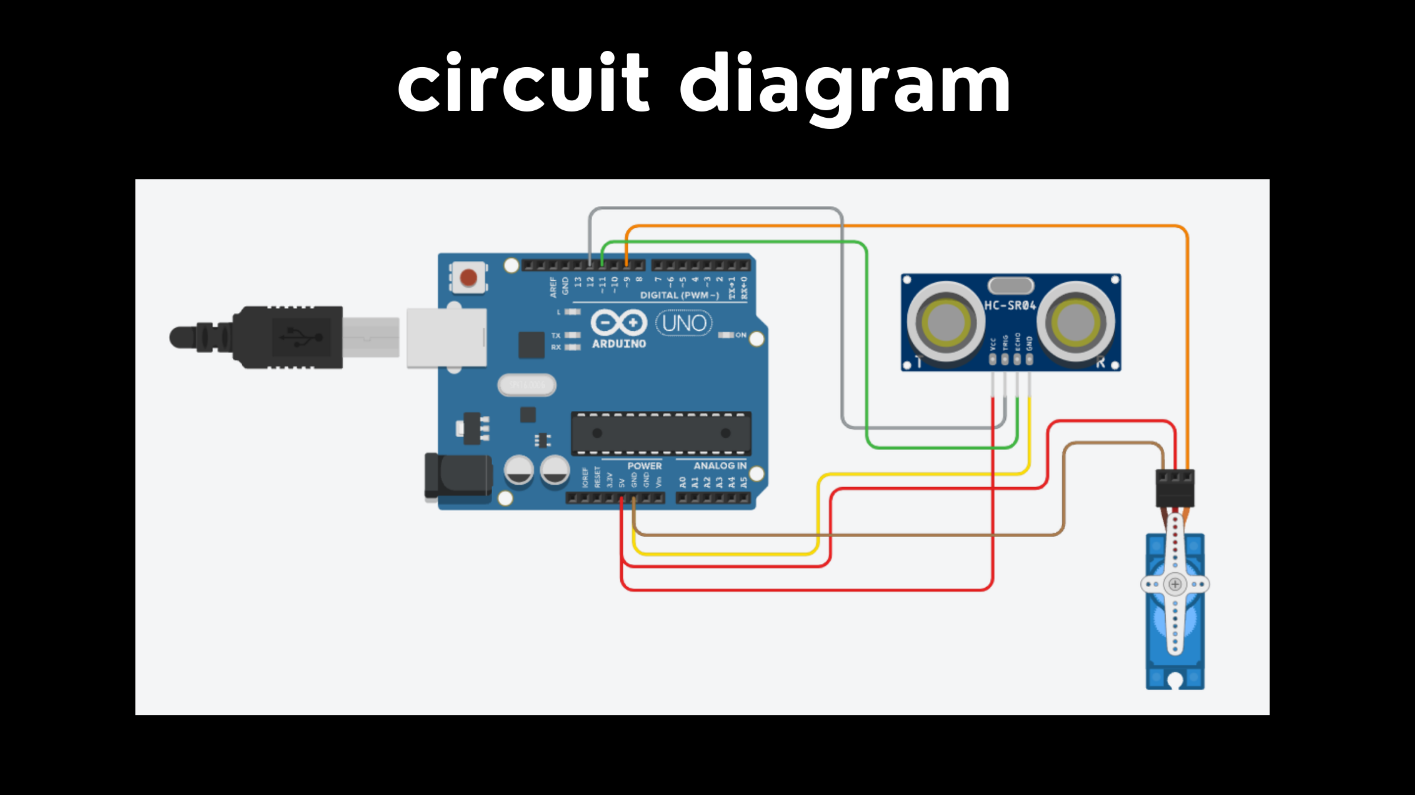 circuit diagram
AREF
GND
13
12
~11
~10
~9
8
7
~6
~5
4
~3
2
TX→1
RX←0
DIGITAL (PWM~)
L
TX
RX
ARDUINO
UNO
ON
HC-SR04
VCC
TRIG
ECHO
GND
T
R
POWER
ANALOG IN
IOREF
RESET
3.3V
5V
GND
GND
Vin
A0
A1
A2
A3
A4
A5